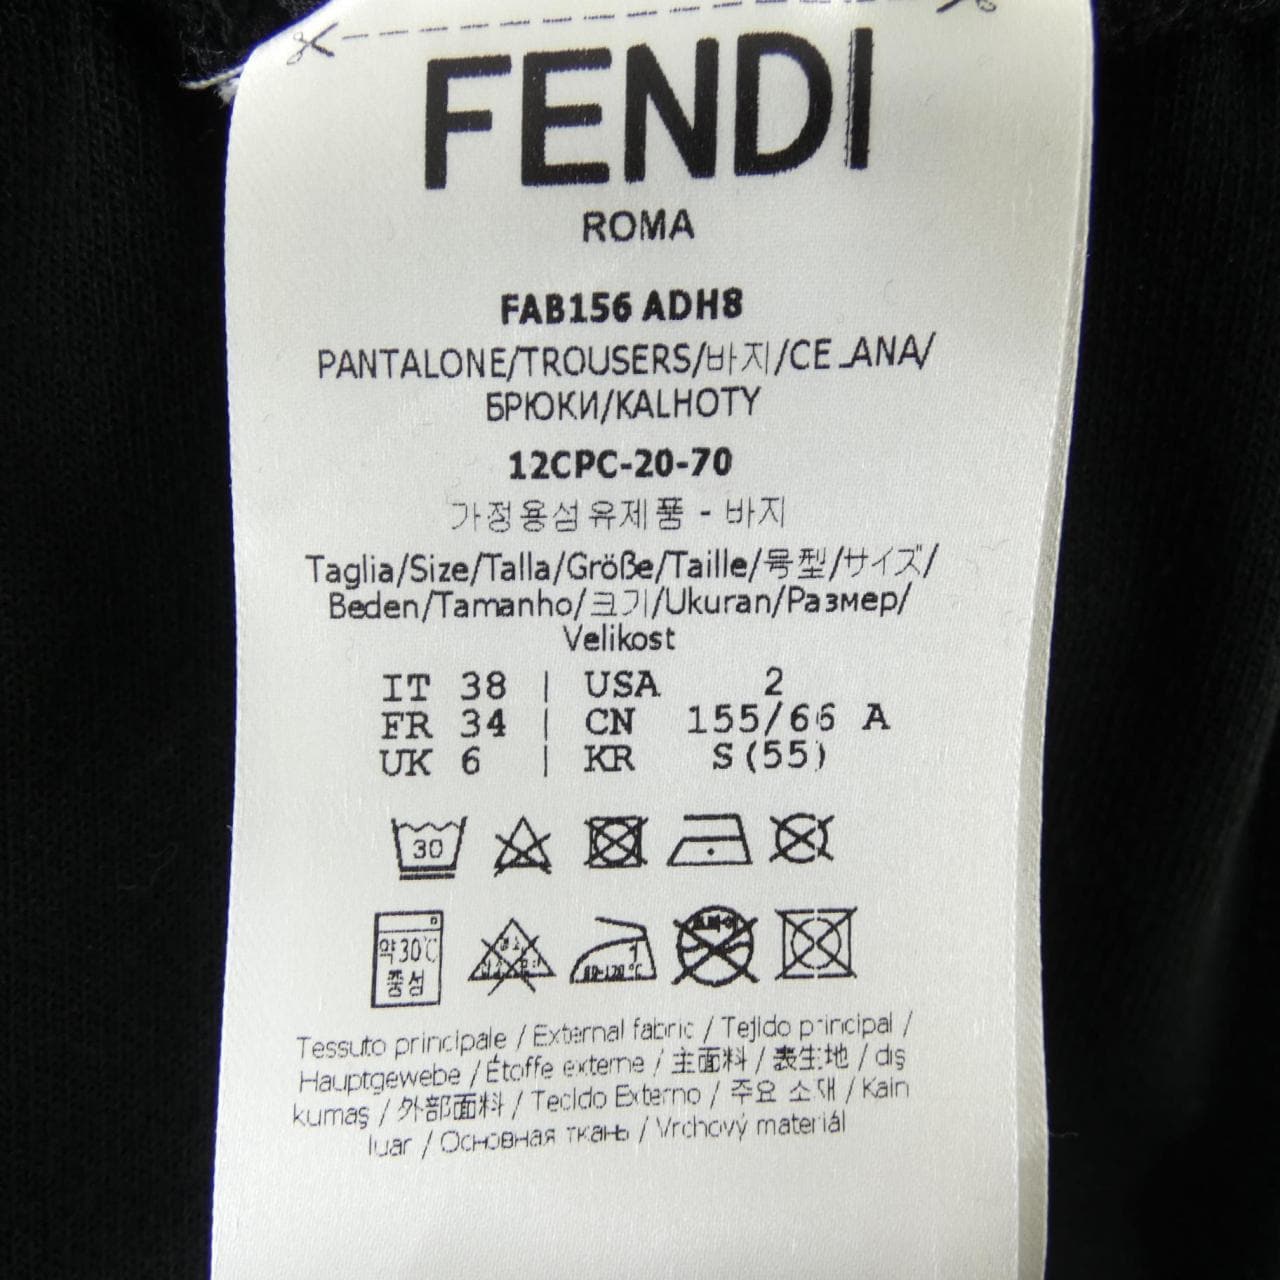 FENDI
ROMA
FAB156 ADH8
PANTALONE/TROUSERS/바지/CE_ANA/
БРЮКИ/KALHOTY
12CPC-20-70
가정용섬유제품 - 바지
Taglia/Size/Talla/Größe/Taille/号型/サイズ/
Beden/Tamanho/크기/Ukuran/Размер/
Velikost
IT 38 | USA 2
FR 34 | CN 155/66 A
UK 6 | KR S(55)
30
약30℃
중성
1
80-120℃
Tessuto principale / External fabric / Tejido principal /
Hauptgewebe / Étoffe externe / 主面料 / 表生地 / dış
kumaş / 外部面料 / Tecido Externo / 주요 소재 / Kain
luar / Основная ткань / Vrchový materiál